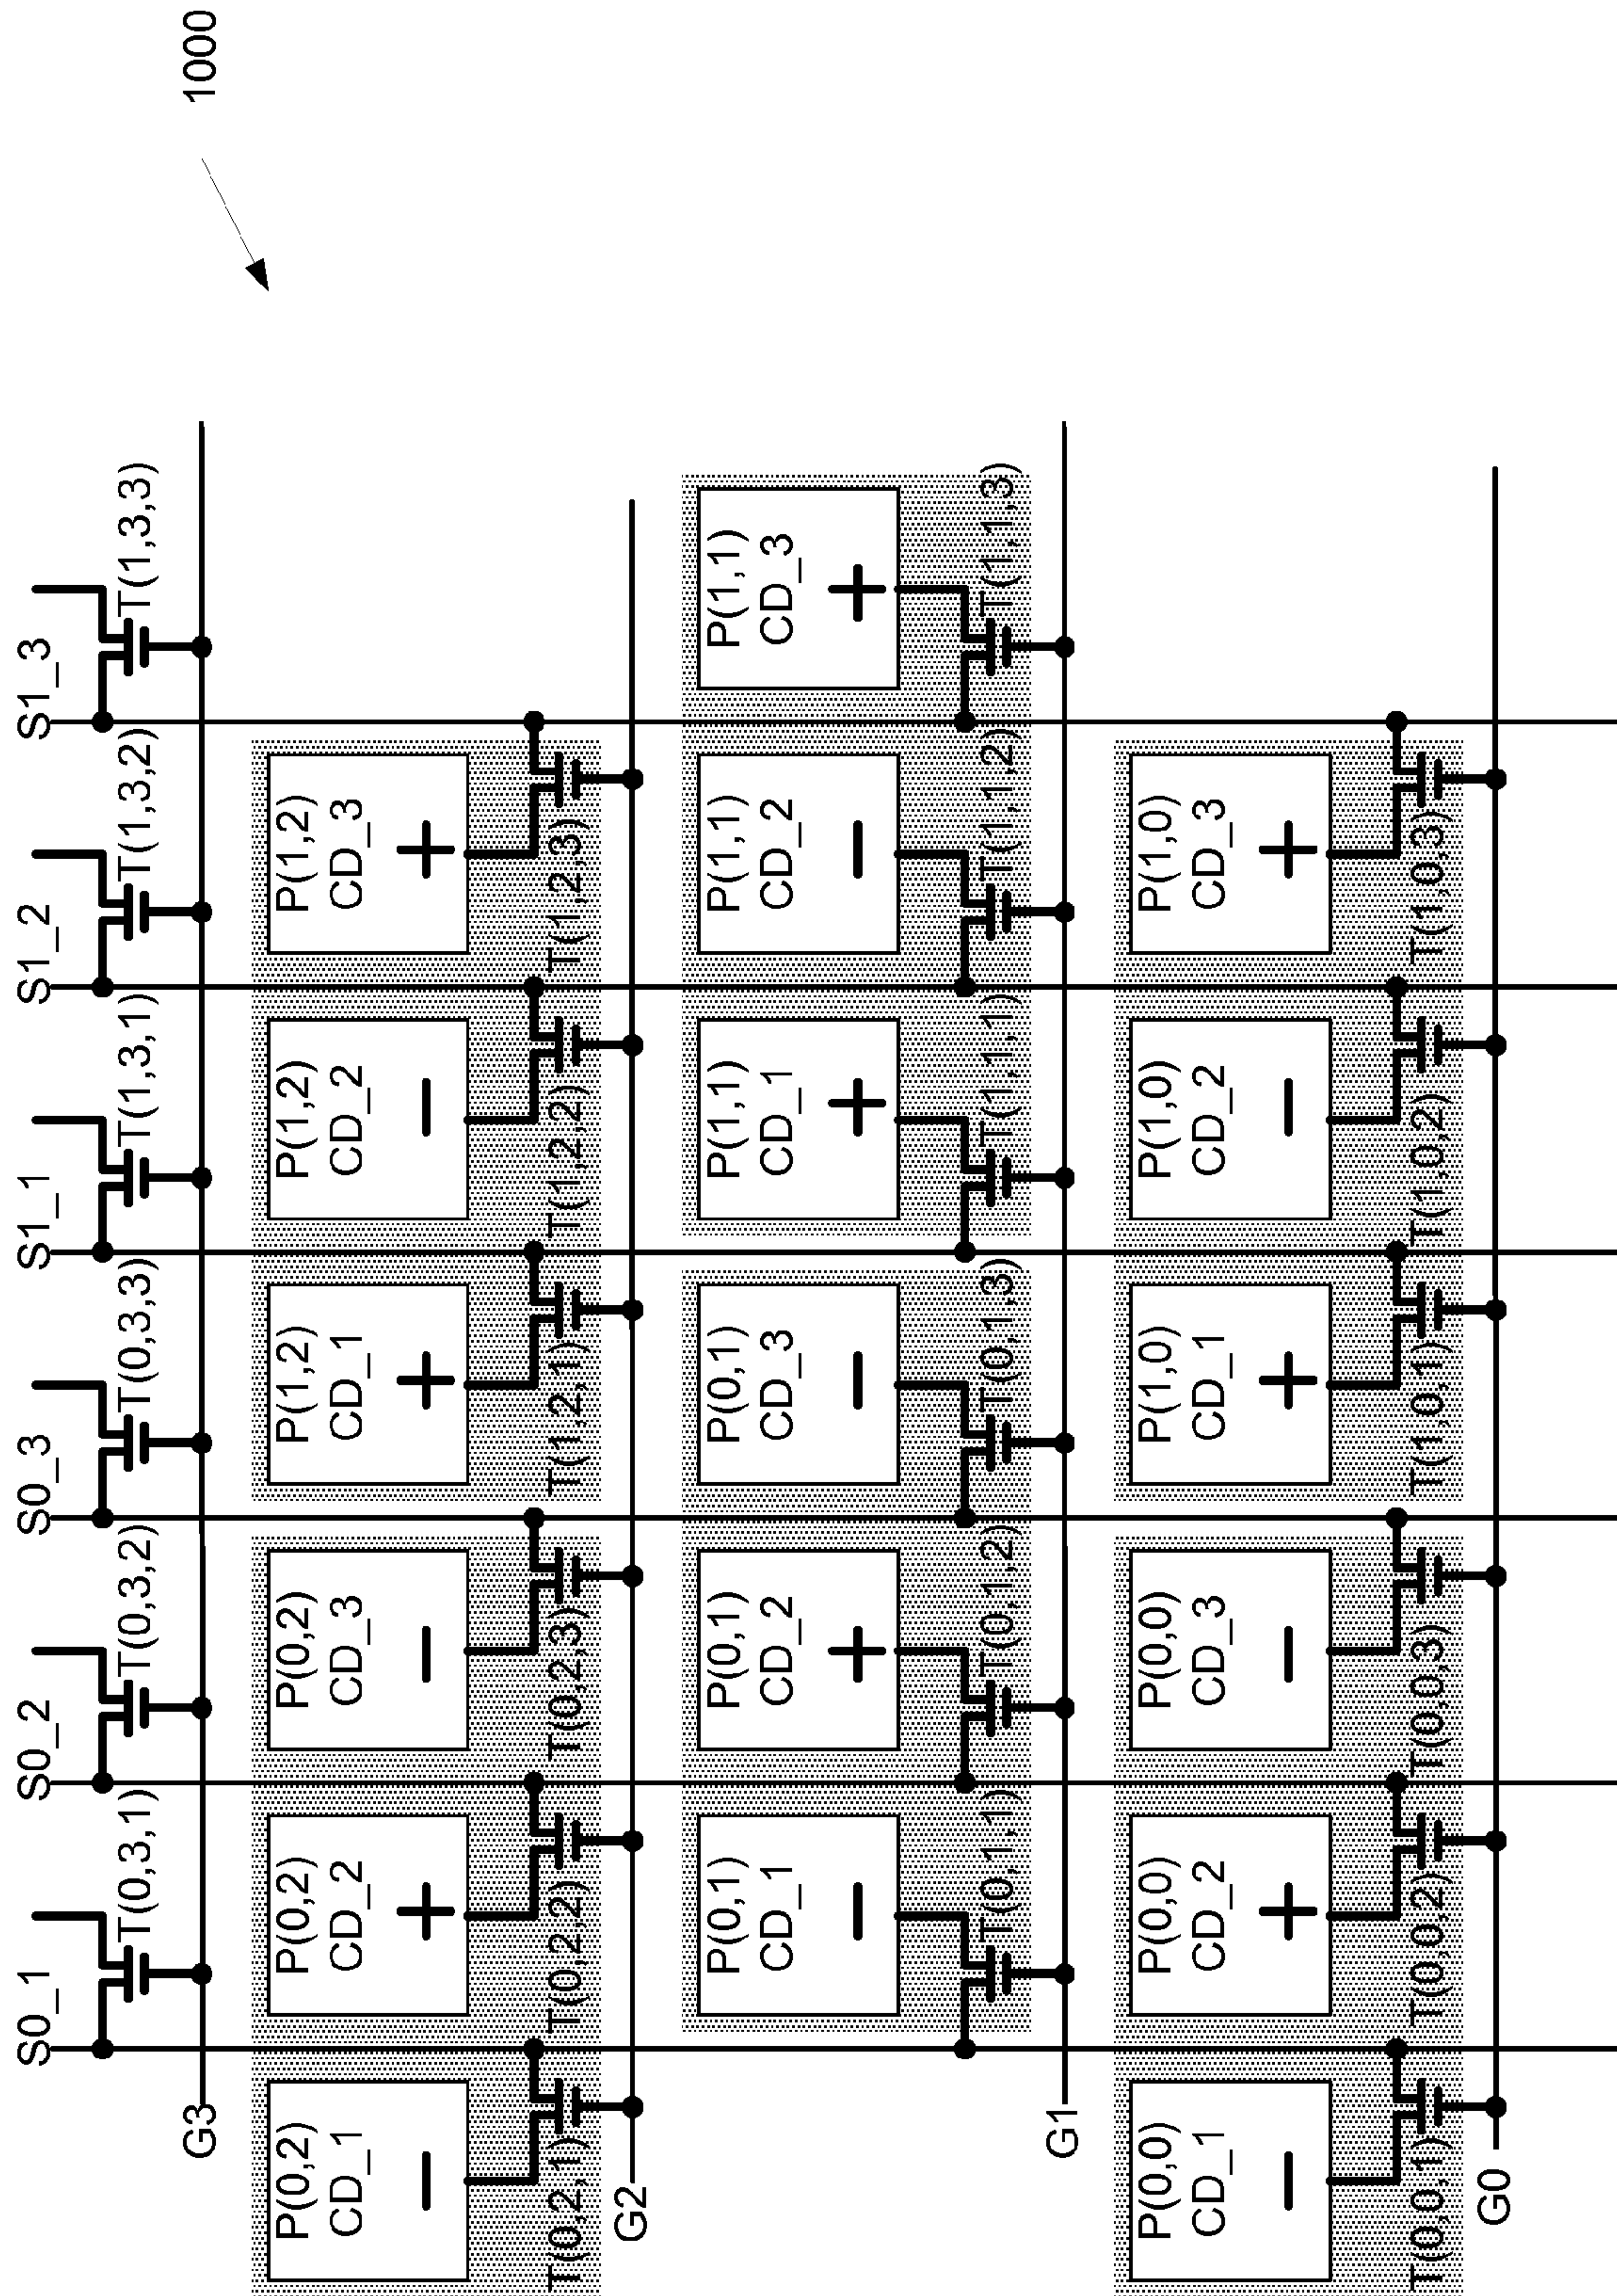 1000
S0_1 S0_2 S0_3 S1_1 S1_2 S1_3
T(0,3,1) T(0,3,2) T(0,3,3) T(1,3,1) T(1,3,2) T(1,3,3)
G3
P(0,2) P(0,2) P(0,2) P(1,2) P(1,2) P(1,2)
CD_1 CD_2 CD_3 CD_1 CD_2 CD_3
− + − + − +
T(0,2,1) T(0,2,2) T(0,2,3) T(1,2,1) T(1,2,2) T(1,2,3)
G2
P(0,1) P(0,1) P(0,1) P(1,1) P(1,1) P(1,1)
CD_1 CD_2 CD_3 CD_1 CD_2 CD_3
− + − + − +
T(0,1,1) T(0,1,2) T(0,1,3) T(1,1,1) T(1,1,2) T(1,1,3)
G1
P(0,0) P(0,0) P(0,0) P(1,0) P(1,0) P(1,0)
CD_1 CD_2 CD_3 CD_1 CD_2 CD_3
− + − + − +
T(0,0,1) T(0,0,2) T(0,0,3) T(1,0,1) T(1,0,2) T(1,0,3)
G0